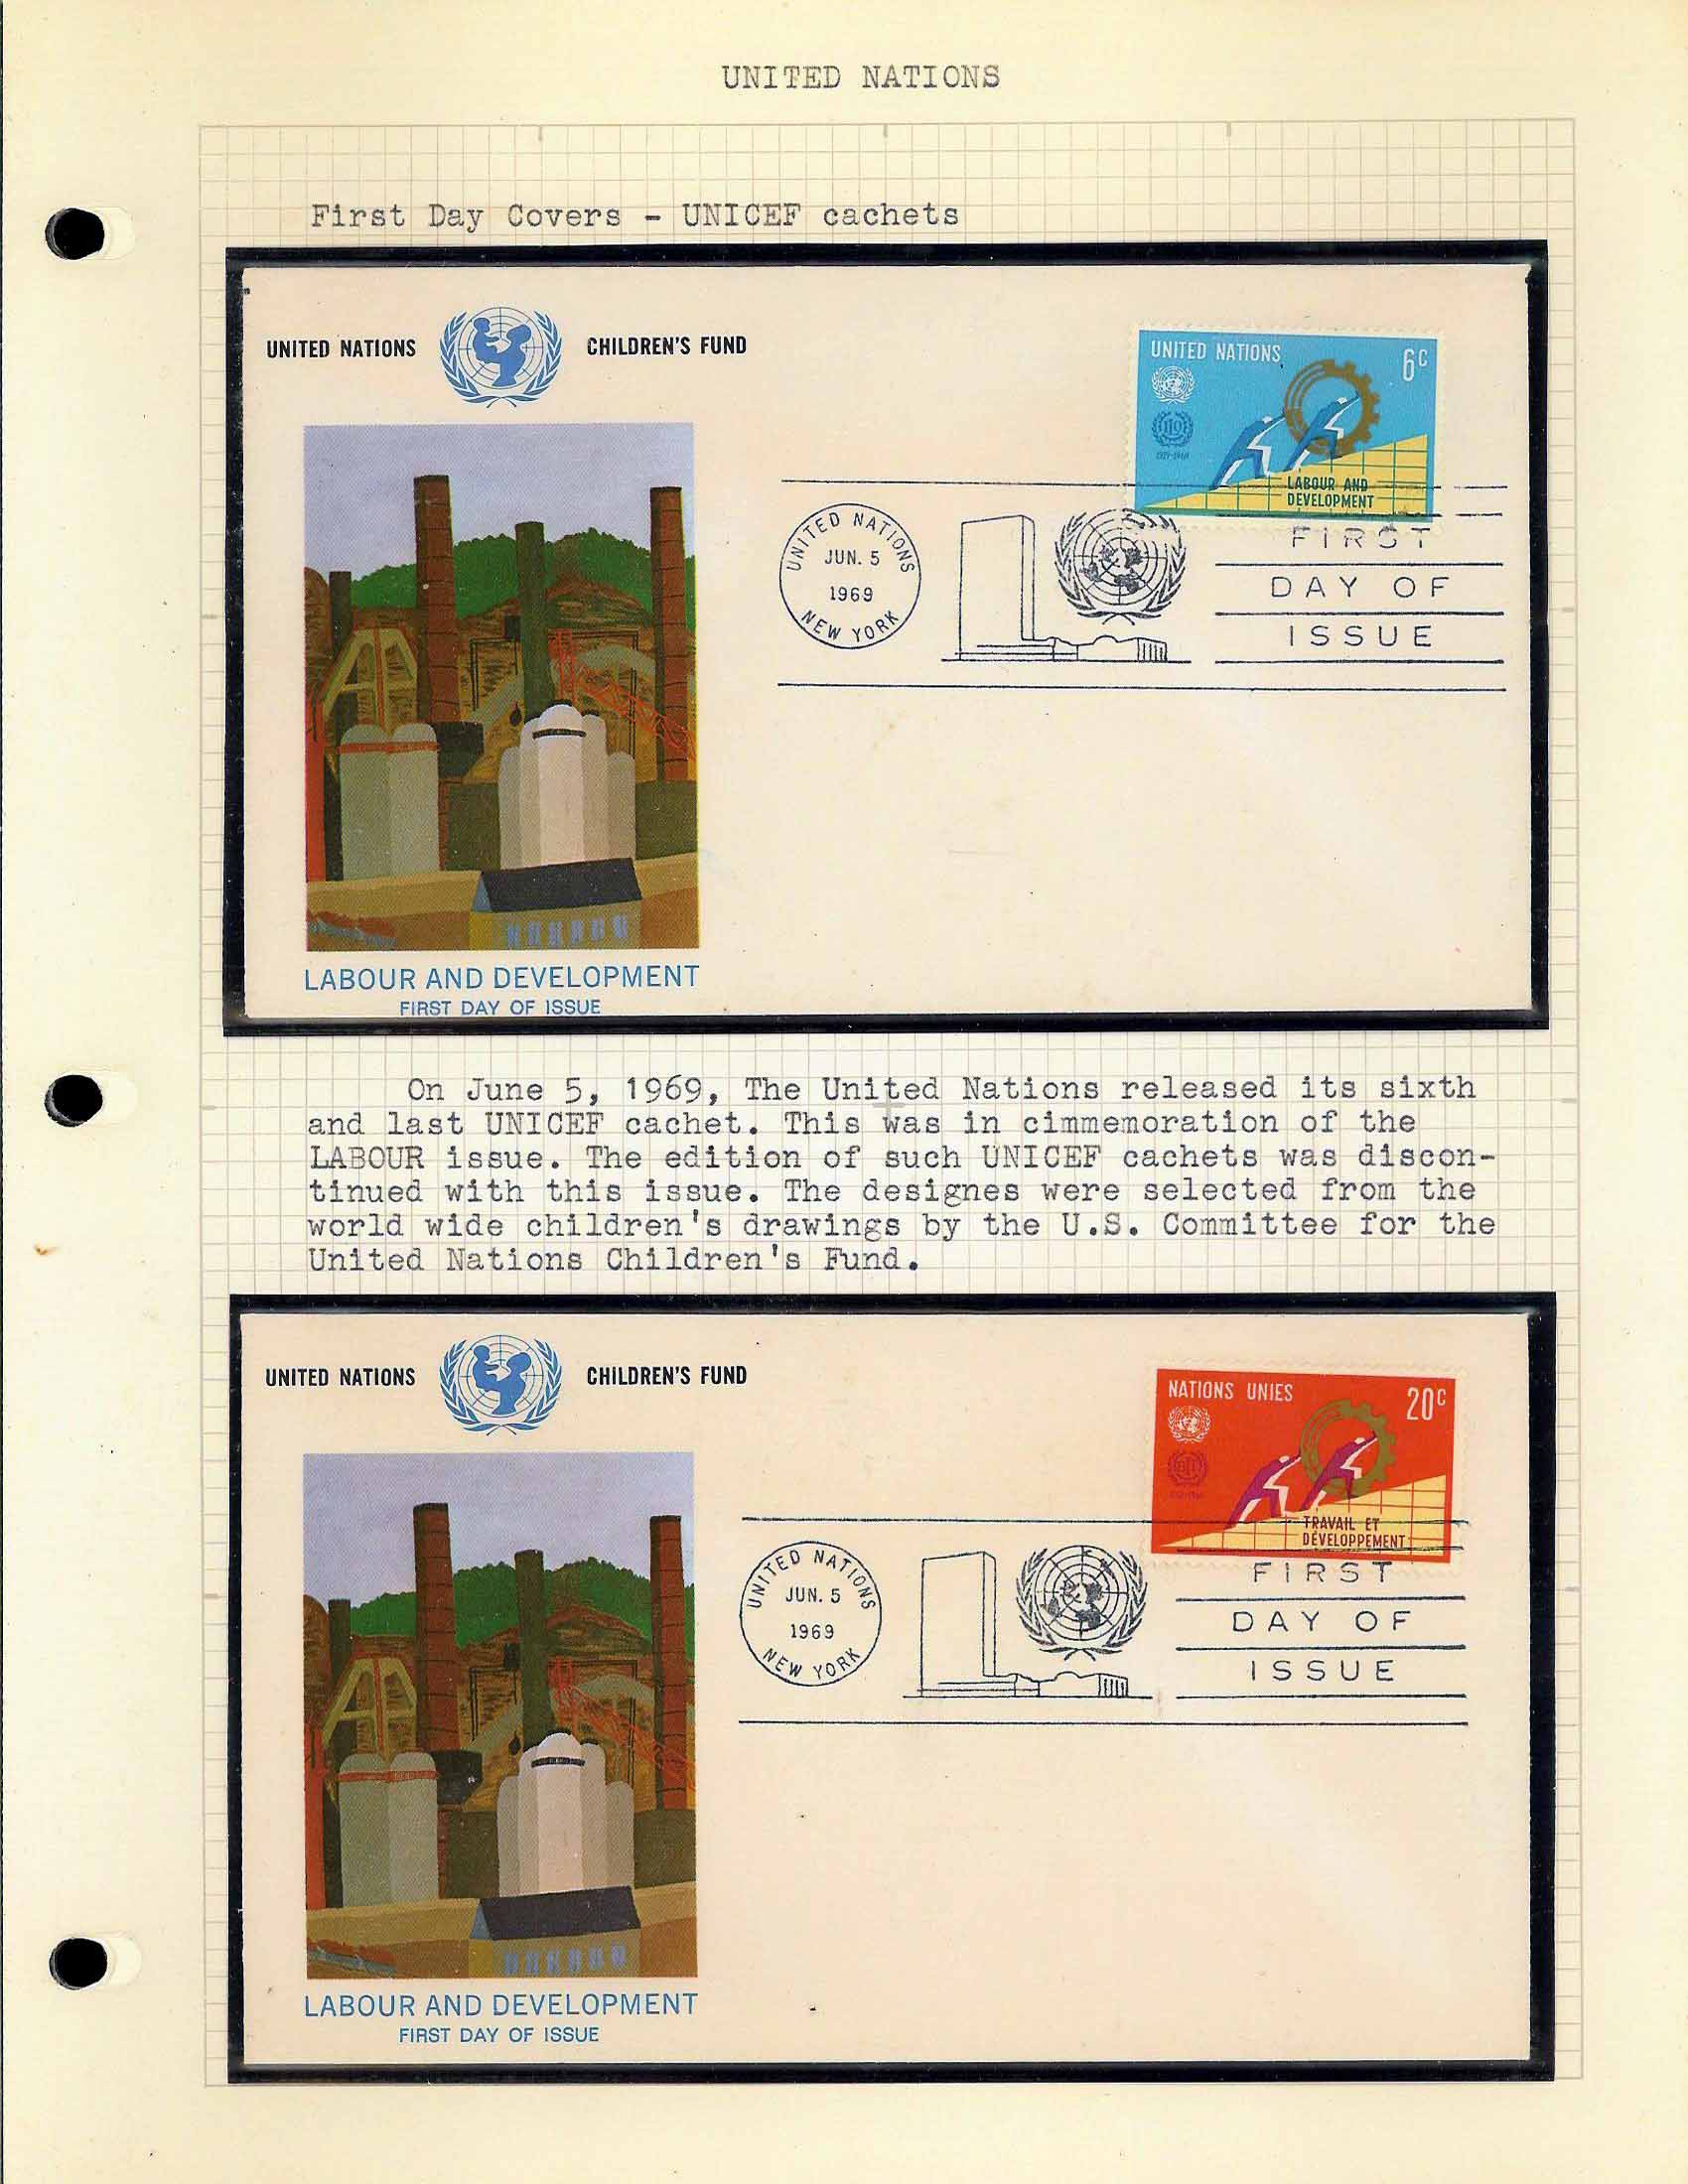 UNITED NATIONS
First Day Covers - UNICEF cachets
UNITED NATIONS CHILDREN'S FUND
UNITED NATIONS 6c
ILO
1919-1969
LABOUR AND
DEVELOPMENT
UNITED NATIONS
JUN. 5
1969
NEW YORK
FIRST
DAY OF
ISSUE
LABOUR AND DEVELOPMENT
FIRST DAY OF ISSUE
On June 5, 1969, The United Nations released its sixth
and last UNICEF cachet. This was in cimmemoration of the
LABOUR issue. The edition of such UNICEF cachets was discon-
tinued with this issue. The designes were selected from the
world wide children's drawings by the U.S. Committee for the
United Nations Children's Fund.
UNITED NATIONS CHILDREN'S FUND
NATIONS UNIES 20c
TRAVAIL ET
DÉVELOPPEMENT
UNITED NATIONS
JUN. 5
1969
NEW YORK
FIRST
DAY OF
ISSUE
LABOUR AND DEVELOPMENT
FIRST DAY OF ISSUE